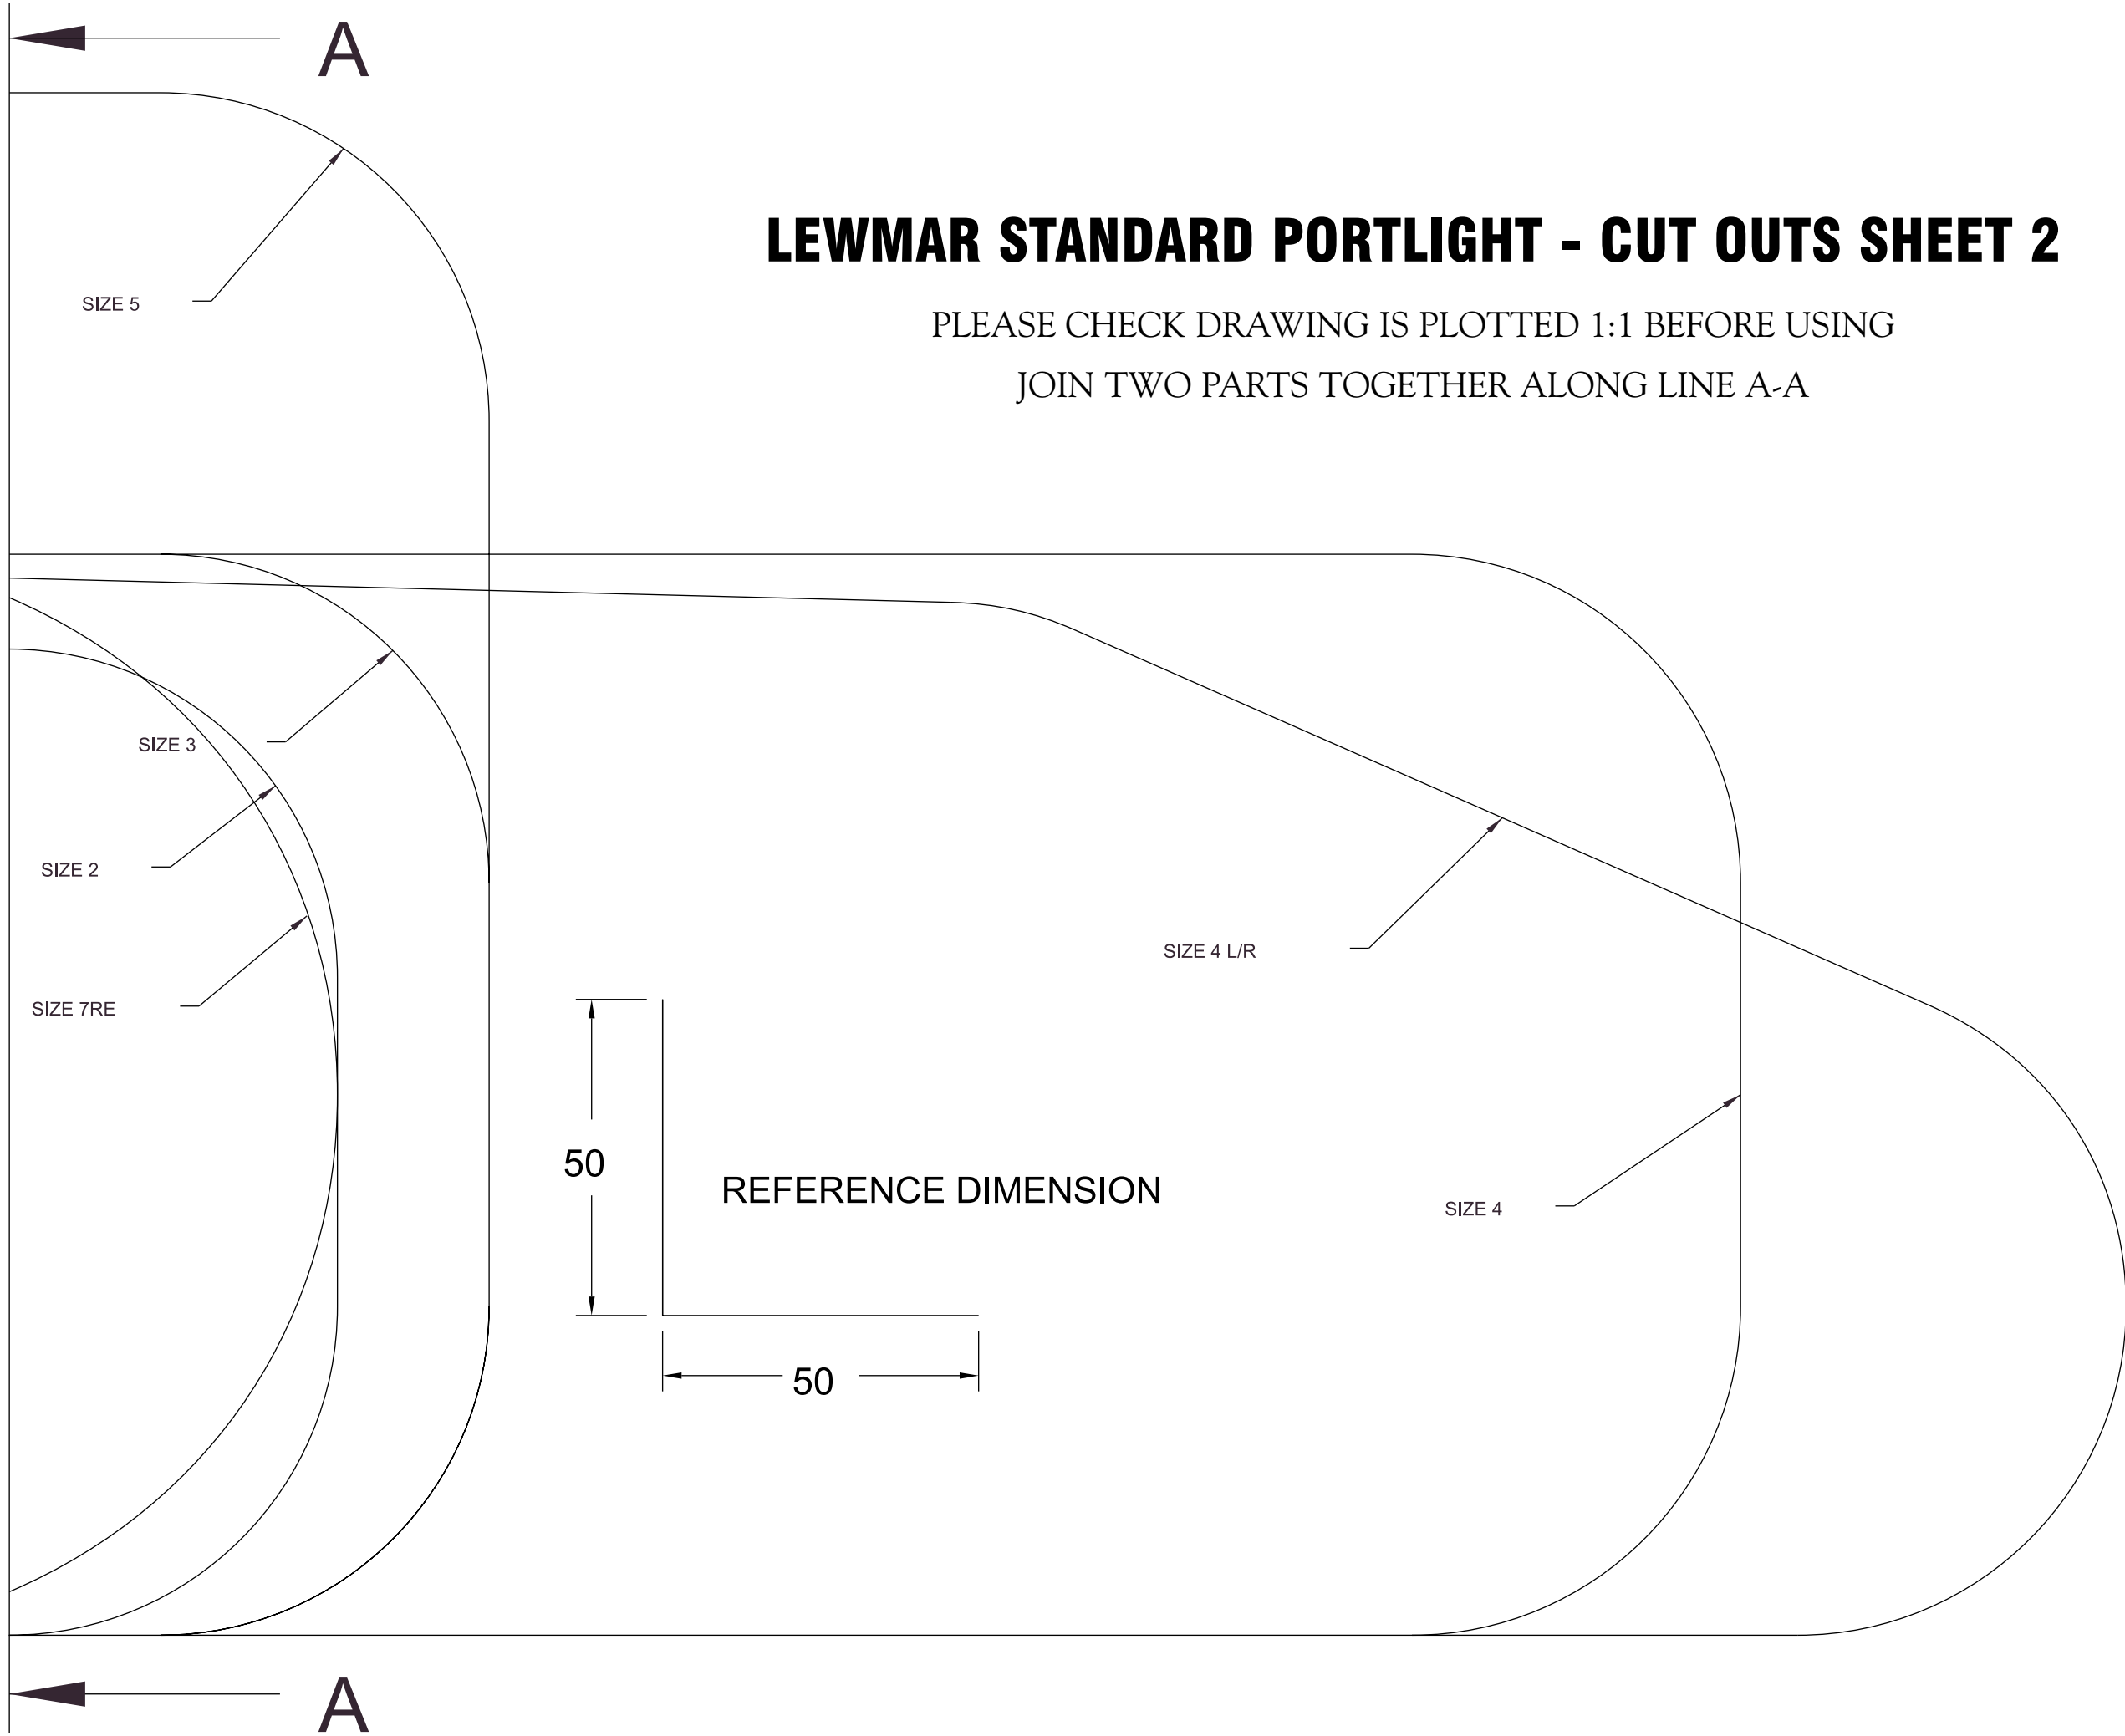 A
LEWMAR STANDARD PORTLIGHT - CUT OUTS SHEET 2
SIZE 5
PLEASE CHECK DRAWING IS PLOTTED 1:1 BEFORE USING
JOIN TWO PARTS TOGETHER ALONG LINE A-A
SIZE 3
SIZE 2
SIZE 4 L/R
SIZE 7RE
50
REFERENCE DIMENSION
SIZE 4
50
A